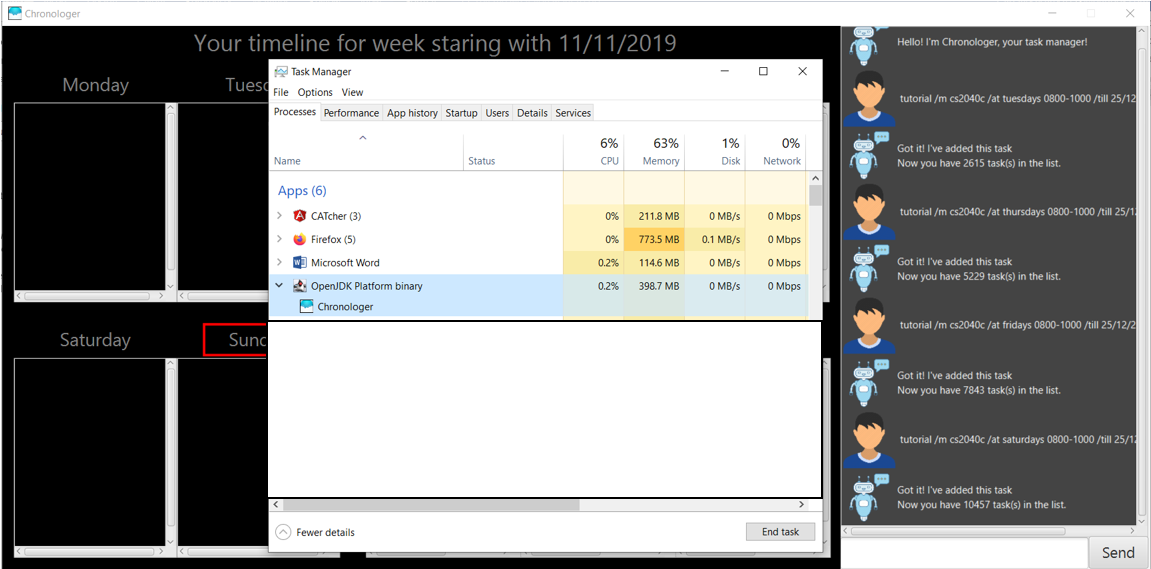 Chronologer
Your timeline for week staring with 11/11/2019
Monday
Saturday
Task Manager
File Options View
Processes Performance App history Startup Users Details Services
6% 63% 1% 0%
Name Status CPU Memory Disk Network
Apps (6)
CATcher (3) 0% 211.8 MB 0 MB/s 0 Mbps
Firefox (5) 0% 773.5 MB 0.1 MB/s 0 Mbps
Microsoft Word 0.2% 114.6 MB 0 MB/s 0 Mbps
OpenJDK Platform binary 0.2% 398.7 MB 0 MB/s 0 Mbps
Chronologer
Fewer details
End task
Hello! I'm Chronologer, your task manager!
tutorial /m cs2040c /at tuesdays 0800-1000 /till 25/12
Got it! I've added this task
Now you have 2615 task(s) in the list.
tutorial /m cs2040c /at thursdays 0800-1000 /till 25/1
Got it! I've added this task
Now you have 5229 task(s) in the list.
tutorial /m cs2040c /at fridays 0800-1000 /till 25/12/2
Got it! I've added this task
Now you have 7843 task(s) in the list.
tutorial /m cs2040c /at saturdays 0800-1000 /till 25/12
Got it! I've added this task
Now you have 10457 task(s) in the list.
Send